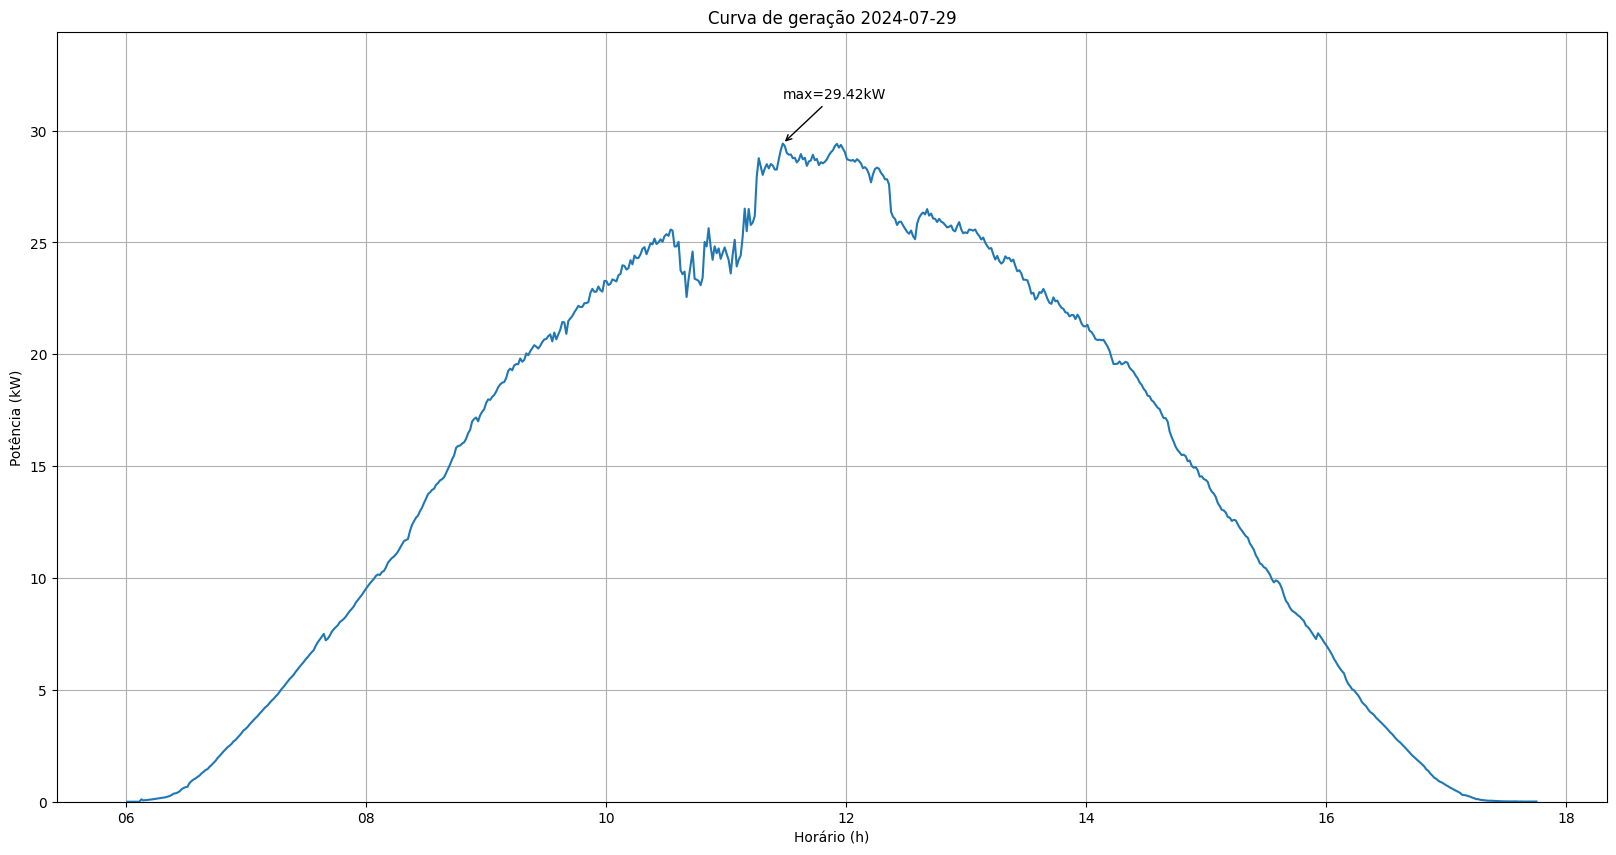 Curva de geração 2024-07-29
max=29.42kW
30
25
20
15
10
5
0
Potência (kW)
06 08 10 12 14 16 18
Horário (h)